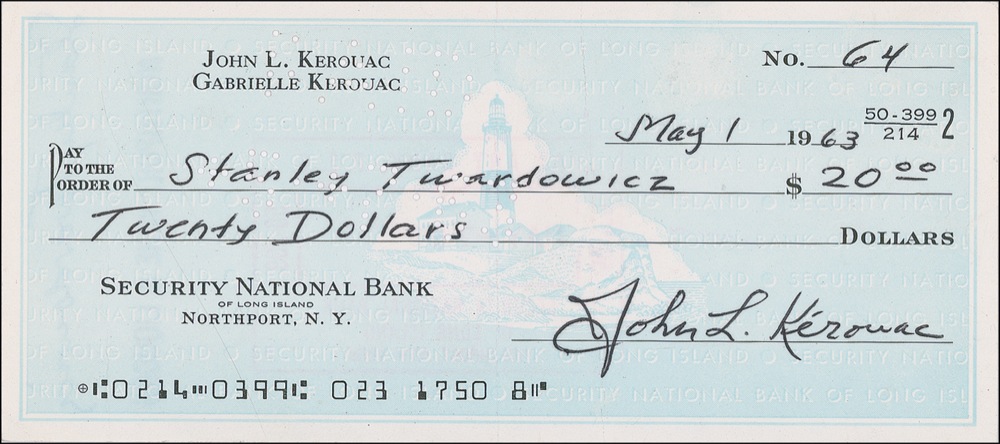 John L. Kerouac
Gabrielle Kerouac
No. 64
May 1 1963 50-399 2
214
Pay to the order of Stanley Twardowicz $ 20 00
Twenty Dollars Dollars
Security National Bank
of Long Island
Northport, N. Y.
John L. Kérouac
⑆0214⑉0399⑆ 023 1750 8⑈